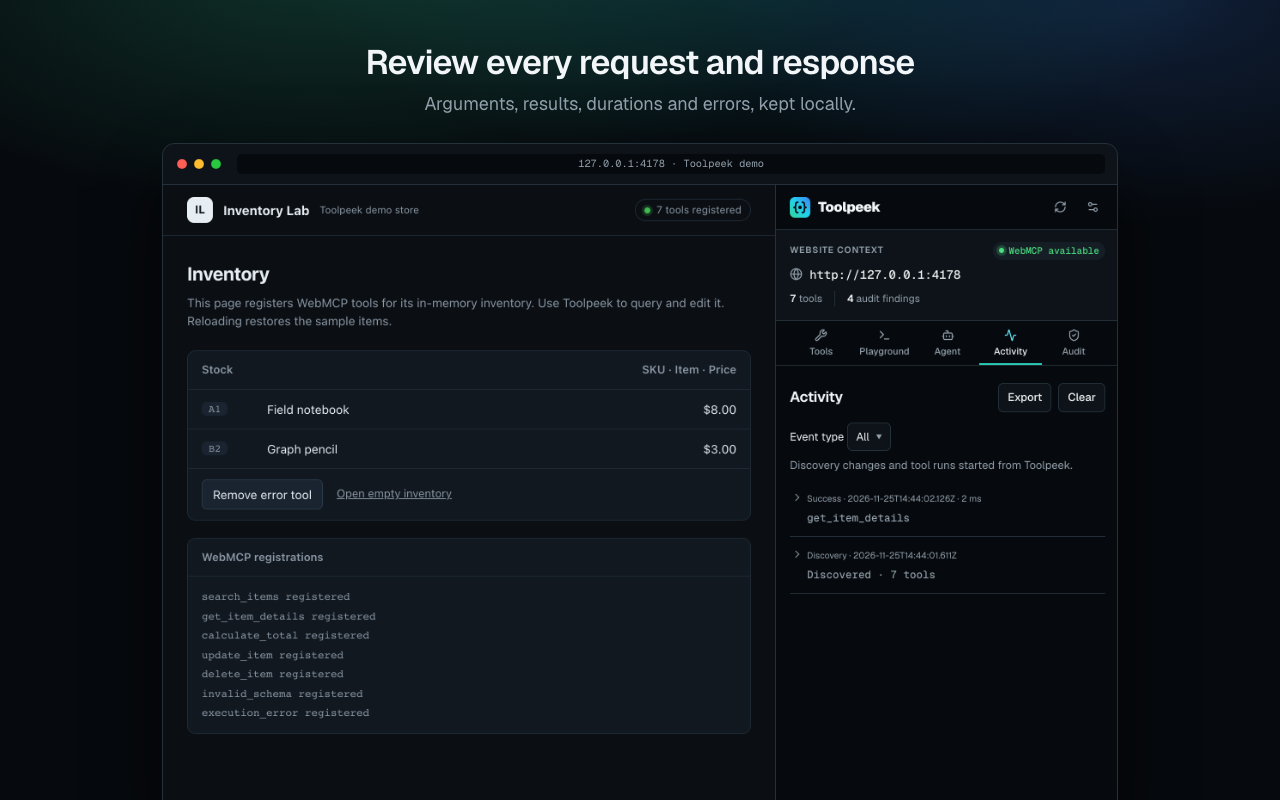 Review every request and response
Arguments, results, durations and errors, kept locally.
127.0.0.1:4178 · Toolpeek demo
IL Inventory Lab Toolpeek demo store 7 tools registered
Inventory
This page registers WebMCP tools for its in-memory inventory. Use Toolpeek to query and edit it.
Reloading restores the sample items.
Stock SKU · Item · Price
A1 Field notebook $8.00
B2 Graph pencil $3.00
Remove error tool Open empty inventory
WebMCP registrations
search_items registered
get_item_details registered
calculate_total registered
update_item registered
delete_item registered
invalid_schema registered
execution_error registered
Toolpeek
WEBSITE CONTEXT WebMCP available
http://127.0.0.1:4178
7 tools 4 audit findings
Tools Playground Agent Activity Audit
Activity Export Clear
Event type All
Discovery changes and tool runs started from Toolpeek.
Success · 2026-11-25T14:44:02.126Z · 2 ms
get_item_details
Discovery · 2026-11-25T14:44:01.611Z
Discovered · 7 tools